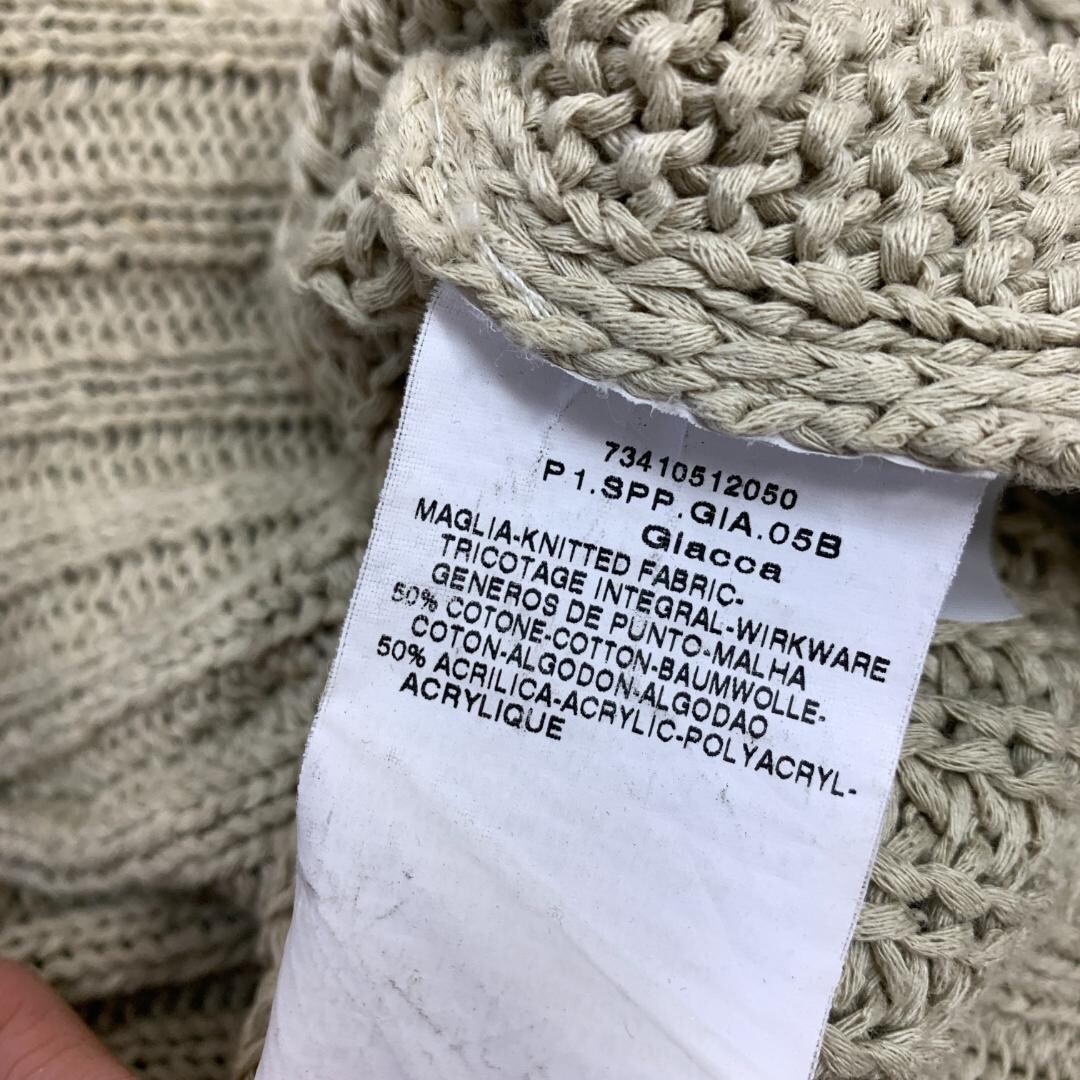 73410512050
P1.SPP.GIA.05B
Giacca
MAGLIA-KNITTED FABRIC-
TRICOTAGE INTEGRAL-WIRKWARE
GENEROS DE PUNTO-MALHA
50% COTONE-COTTON-BAUMWOLLE-
COTON-ALGODON-ALGODAO
50% ACRILICA-ACRYLIC-POLYACRYL-
ACRYLIQUE